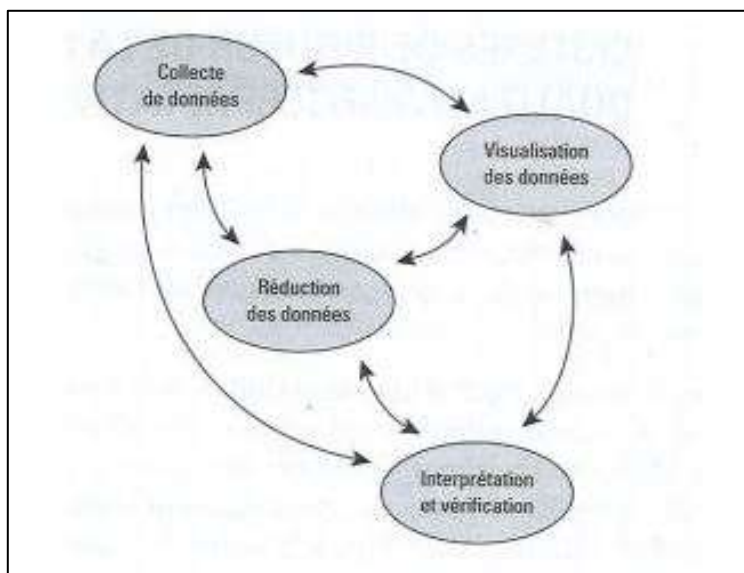 Collecte
de données
Visualisation
des données
Réduction
des données
Interprétation
et vérification